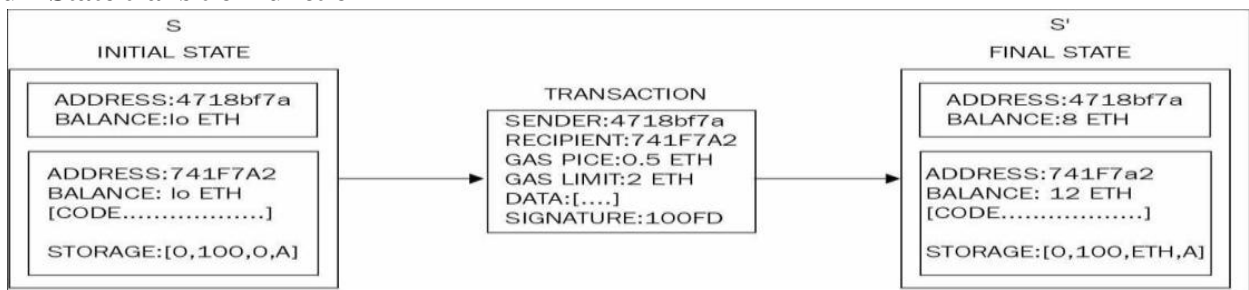 S
INITIAL STATE
ADDRESS:4718bf7a
BALANCE:Io ETH
ADDRESS:741F7A2
BALANCE: Io ETH
[CODE..................]
STORAGE:[0,100,0,A]
TRANSACTION
SENDER:4718bf7a
RECIPIENT:741F7A2
GAS PICE:0.5 ETH
GAS LIMIT:2 ETH
DATA:[....]
SIGNATURE:100FD
S'
FINAL STATE
ADDRESS:4718bf7a
BALANCE:8 ETH
ADDRESS:741F7a2
BALANCE: 12 ETH
[CODE..................]
STORAGE:[0,100,ETH,A]